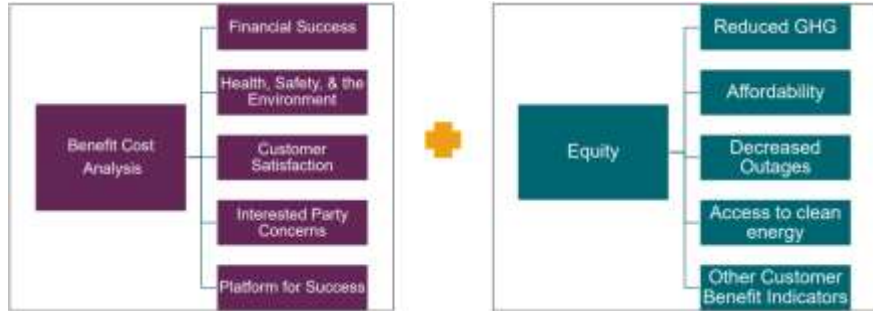 Benefit Cost
Analysis
Financial Success
Health, Safety, & the
Environment
Customer
Satisfaction
Interested Party
Concerns
Platform for Success
Equity
Reduced GHG
Affordability
Decreased
Outages
Access to clean
energy
Other Customer
Benefit Indicators